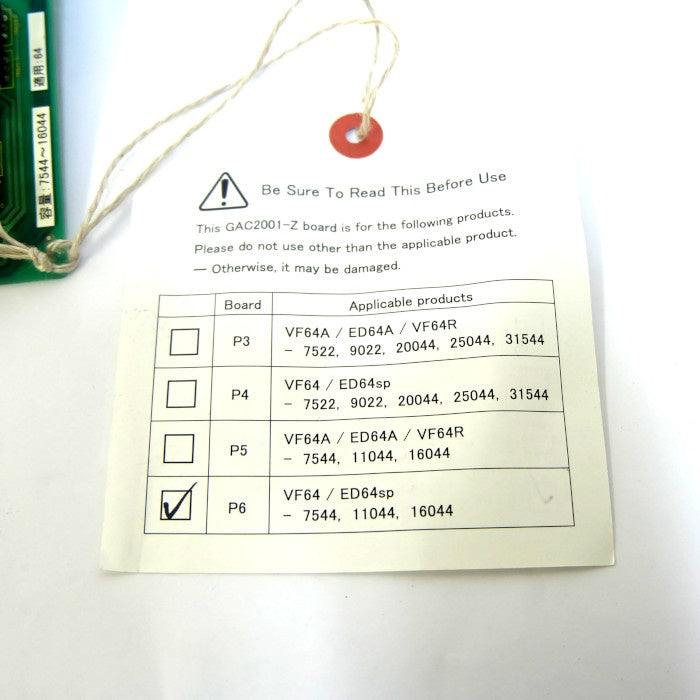 適用:64
容量:7544～16044
Be Sure To Read This Before Use
This GAC2001-Z board is for the following products.
Please do not use other than the applicable product.
― Otherwise, it may be damaged.
Board Applicable products
P3 VF64A / ED64A / VF64R
- 7522, 9022, 20044, 25044, 31544
P4 VF64 / ED64sp
- 7522, 9022, 20044, 25044, 31544
P5 VF64A / ED64A / VF64R
- 7544, 11044, 16044
P6 VF64 / ED64sp
- 7544, 11044, 16044